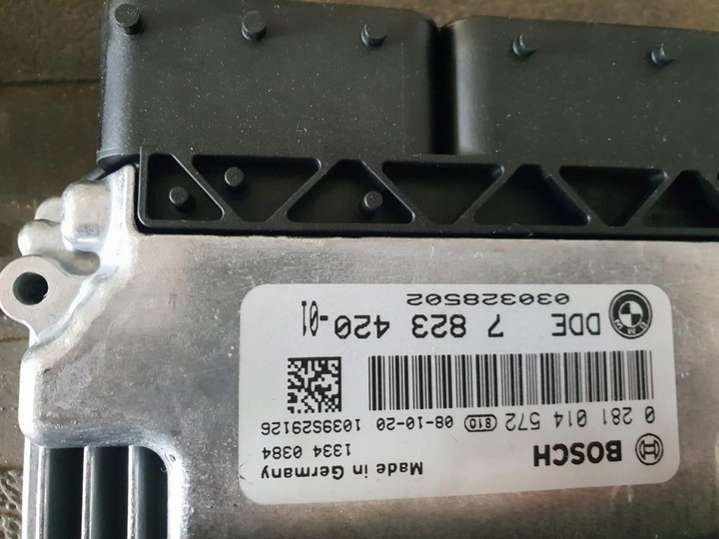 BOSCH
Made in Germany
1334 0384
0 281 014 572 S10 08-10-20 1039S29126
DDE 7 823 420-01
030328502